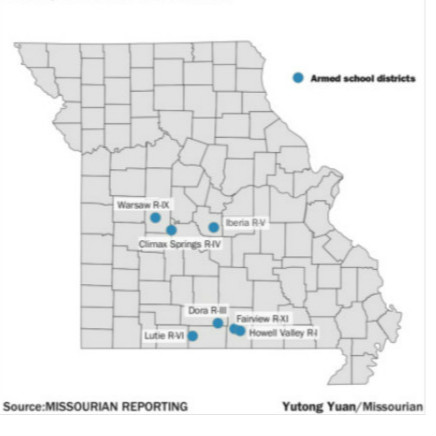 Armed school districts
Warsaw R-IX
Iberia R-V
Climax Springs R-IV
Dora R-III
Fairview R-XI
Lutie R-VI
Howell Valley R-I
Source:MISSOURIAN REPORTING
Yutong Yuan/Missourian